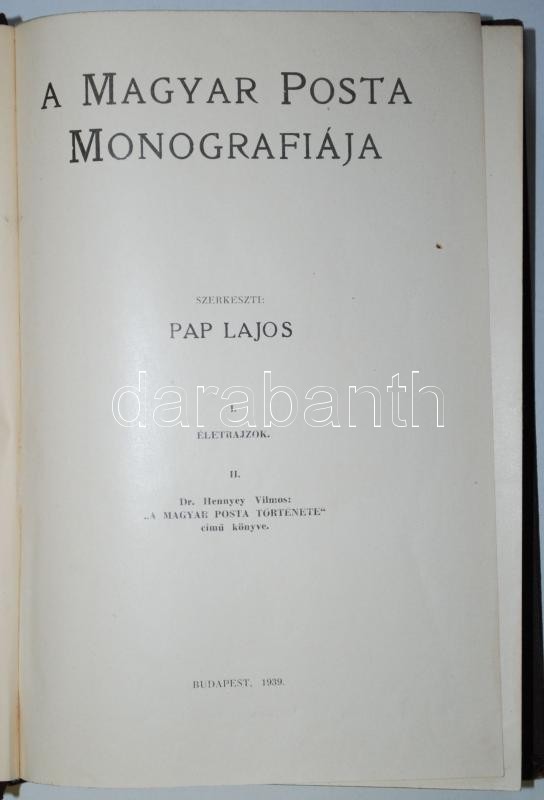 A MAGYAR POSTA
MONOGRAFIÁJA
SZERKESZTI:
PAP LAJOS
darabanth
I.
ÉLETRAJZOK.
II.
Dr. Hennyey Vilmos:
„A MAGYAR POSTA TÖRTÉNETE“
című könyve.
BUDAPEST, 1939.